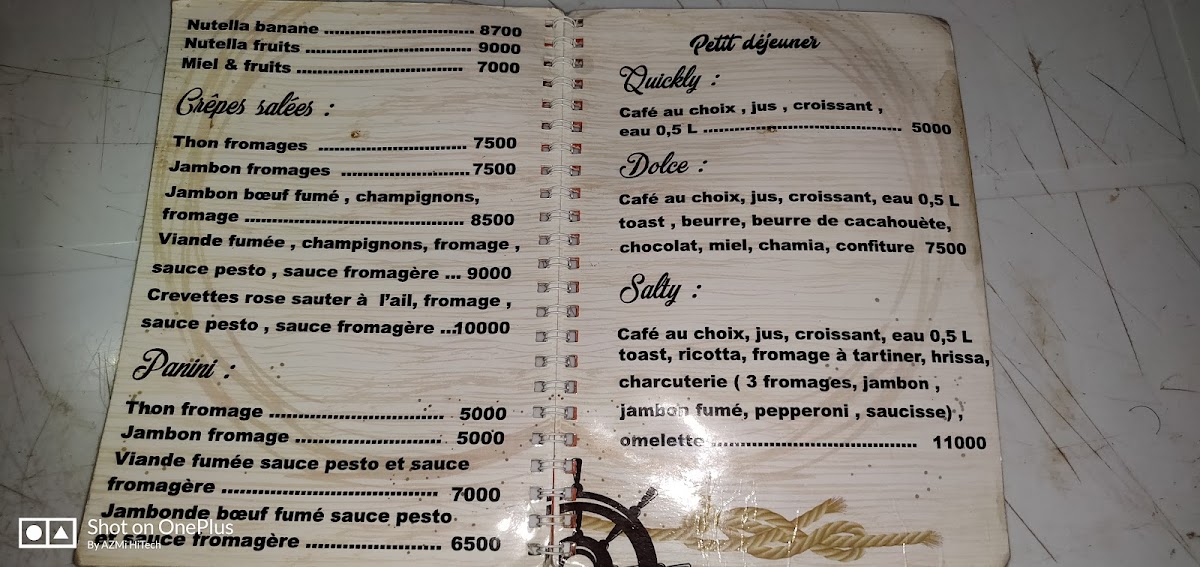 Nutella banane ................................ 8700
Nutella fruits .................................... 9000
Miel & fruits ................................... 7000
Crêpes salées :
Thon fromages ................................ 7500
Jambon fromages ...........................7500
Jambon bœuf fumé , champignons,
fromage ............................................. 8500
Viande fumée , champignons, fromage ,
sauce pesto , sauce fromagère ... 9000
Crevettes rose sauter à l'ail, fromage ,
sauce pesto , sauce fromagère ...10000
Panini :
Thon fromage .................................. 5000
Jambon fromage ............................ 5000
Viande fumée sauce pesto et sauce
fromagère .......................................... 7000
Jambonde bœuf fumé sauce pesto
et sauce fromagère .......................... 6500
Petit déjeuner
Quickly :
Café au choix , jus , croissant ,
eau 0,5 L ........................................... 5000
Dolce :
Café au choix, jus, croissant, eau 0,5 L
toast , beurre, beurre de cacahouète,
chocolat, miel, chamia, confiture 7500
Salty :
Café au choix, jus, croissant, eau 0,5 L
toast, ricotta, fromage à tartiner, hrissa,
charcuterie ( 3 fromages, jambon ,
jambon fumé, pepperoni , saucisse) ,
omelette ........................................... 11000
Shot on OnePlus
By AZMi HiTech